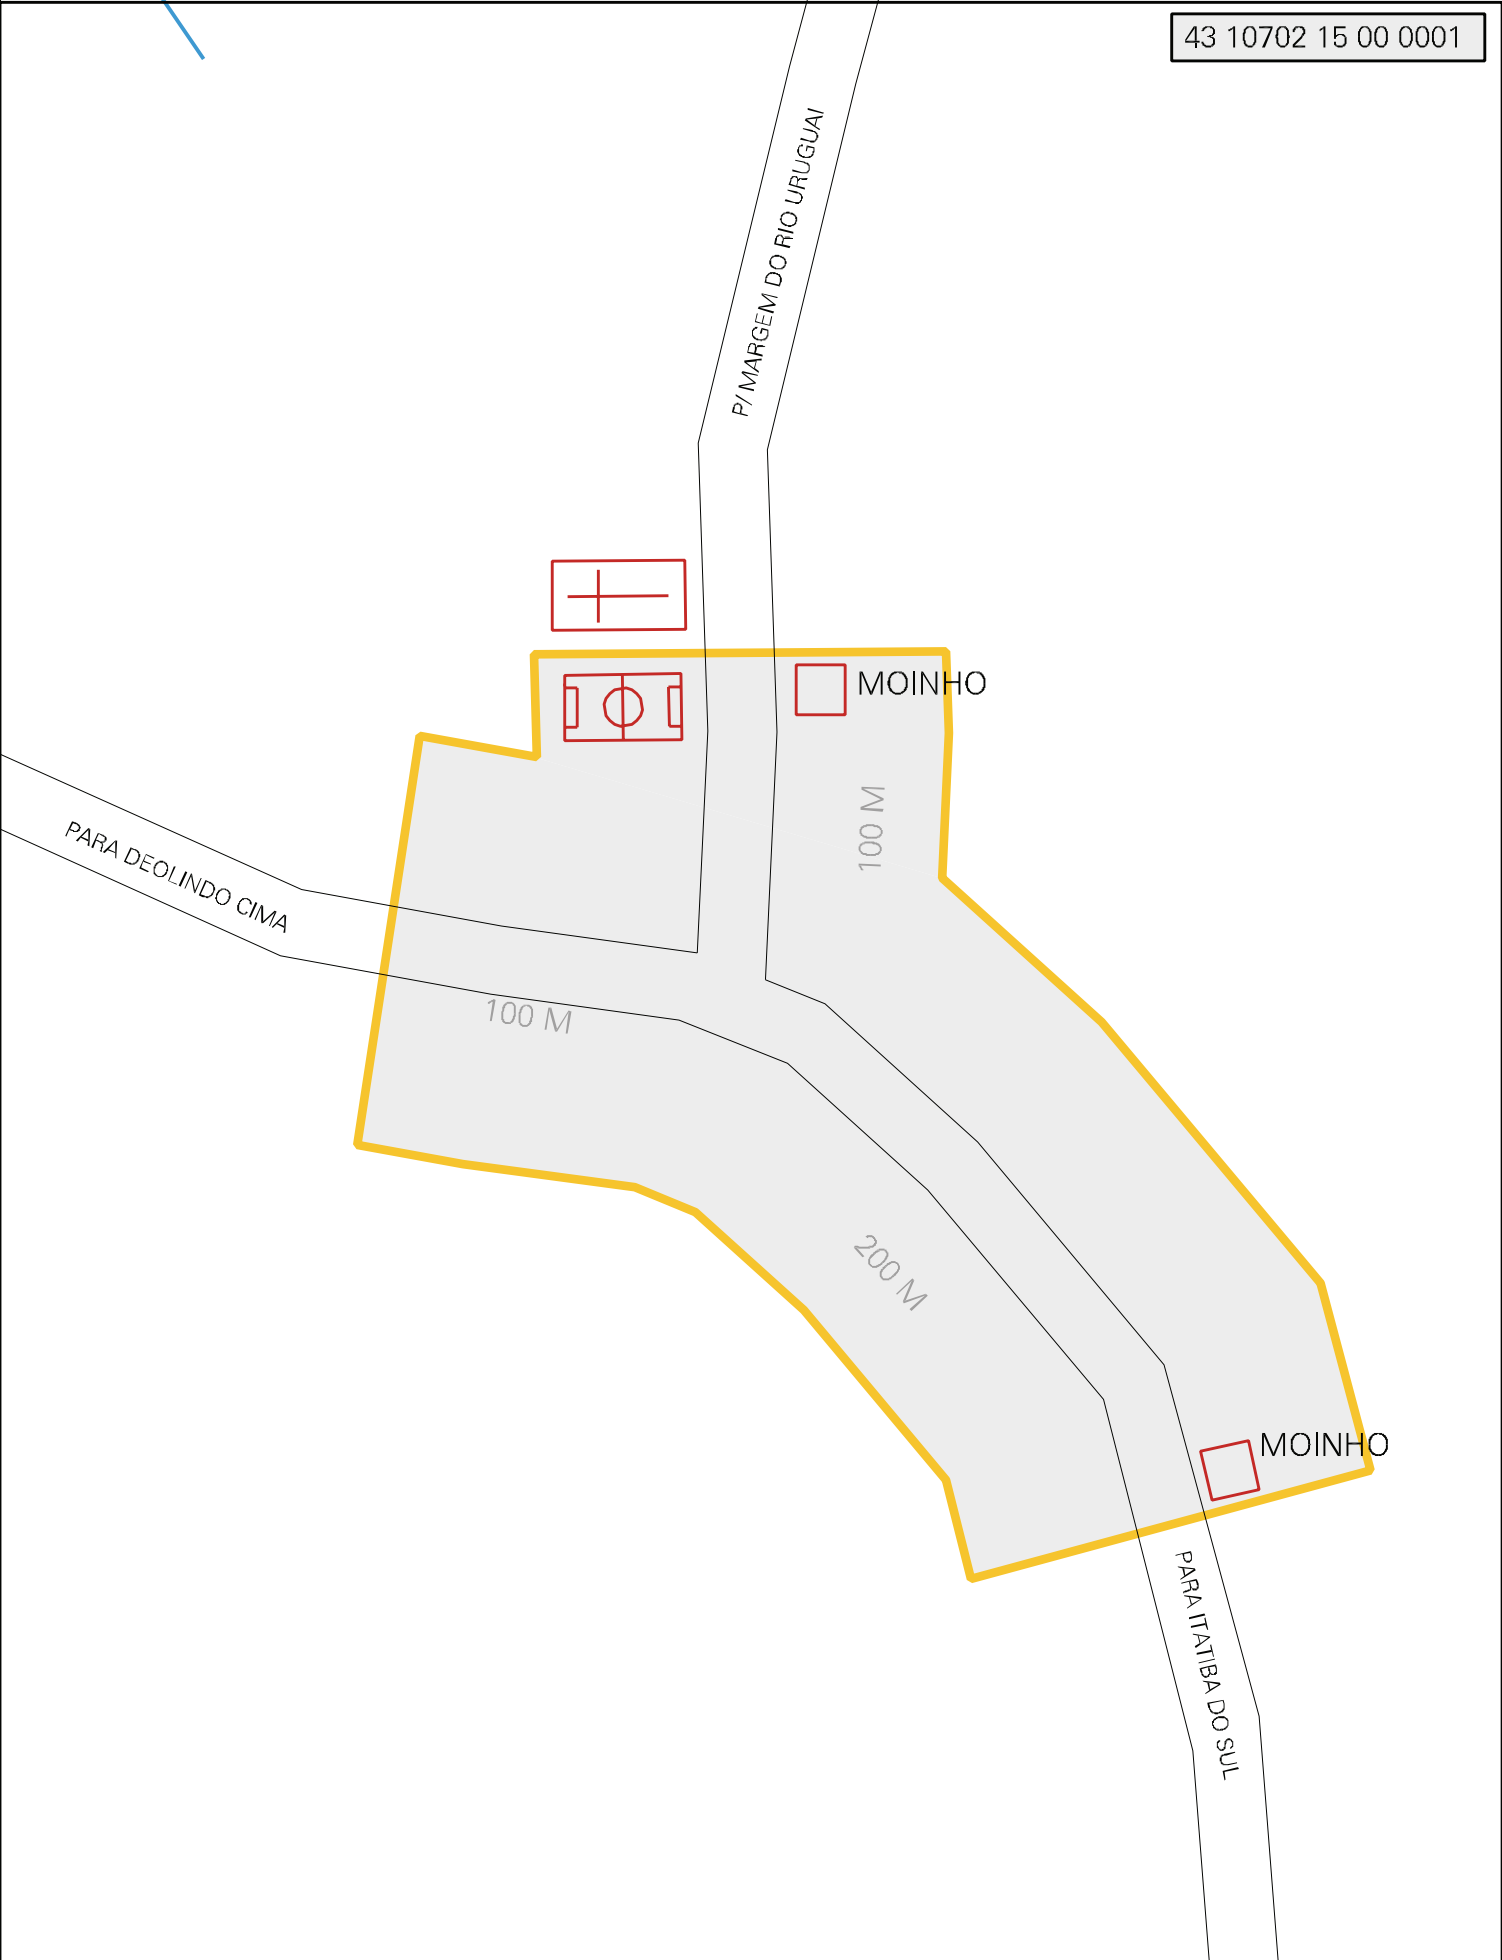 43 10702 15 00 0001
P/ MARGEM DO RIO URUGUAI
MOINHO
100 M
PARA DEOLINDO CIMA
100 M
200 M
MOINHO
PARA ITATIBA DO SUL